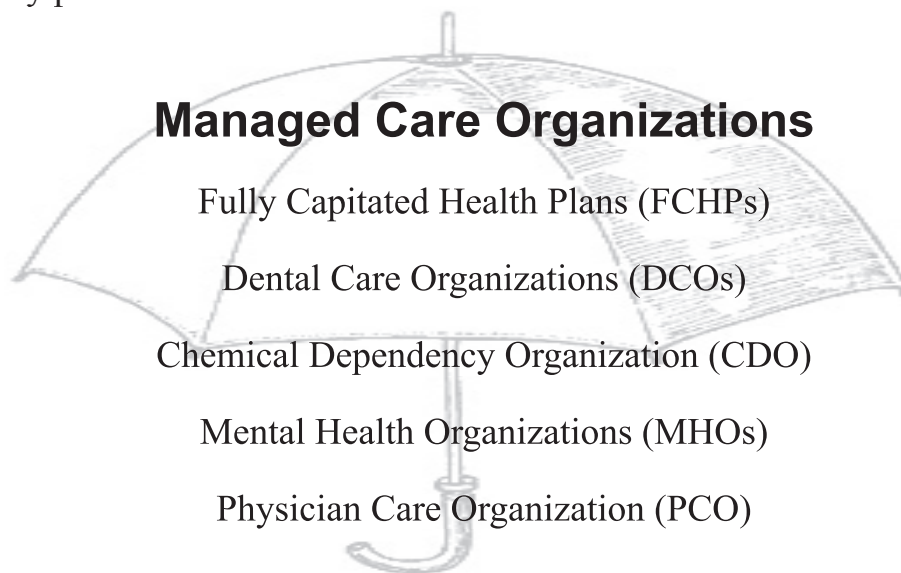 Managed Care Organizations
Fully Capitated Health Plans (FCHPs)
Dental Care Organizations (DCOs)
Chemical Dependency Organization (CDO)
Mental Health Organizations (MHOs)
Physician Care Organization (PCO)